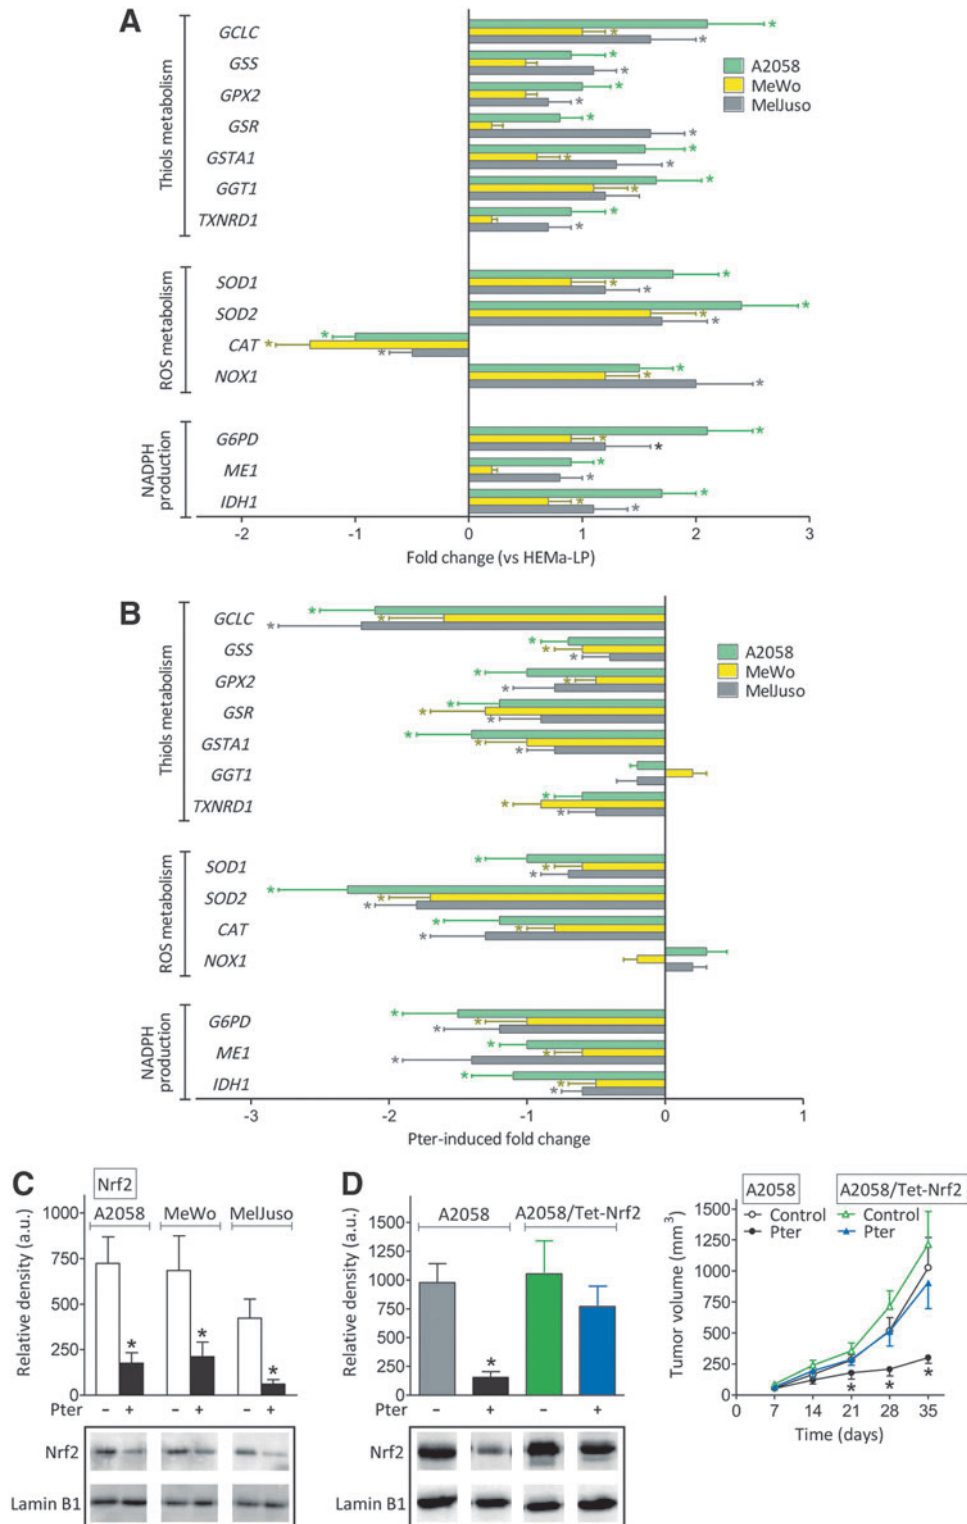 A
Thiols metabolism
GCLC
GSS
GPX2
GSR
GSTA1
GGT1
TXNRD1
A2058
MeWo
MelJuso
ROS metabolism
SOD1
SOD2
CAT
NOX1
NADPH
production
G6PD
ME1
IDH1
-2 -1 0 1 2 3
Fold change (vs HEMa-LP)
B
Thiols metabolism
GCLC
GSS
GPX2
GSR
GSTA1
GGT1
TXNRD1
A2058
MeWo
MelJuso
ROS metabolism
SOD1
SOD2
CAT
NOX1
NADPH
production
G6PD
ME1
IDH1
-3 -2 -1 0 1
Pter-induced fold change
C
Nrf2
A2058 MeWo MelJuso
Relative density (a.u.)
1000
750
500
250
0
Pter - + - + - +
Nrf2
Lamin B1
D
A2058 A2058/Tet-Nrf2
Relative density (a.u.)
1500
1250
1000
750
500
250
0
Pter - + - +
Nrf2
Lamin B1
A2058 A2058/Tet-Nrf2
Control Control
Pter Pter
Tumor volume (mm3)
1500
1250
1000
750
500
250
0
0 7 14 21 28 35
Time (days)